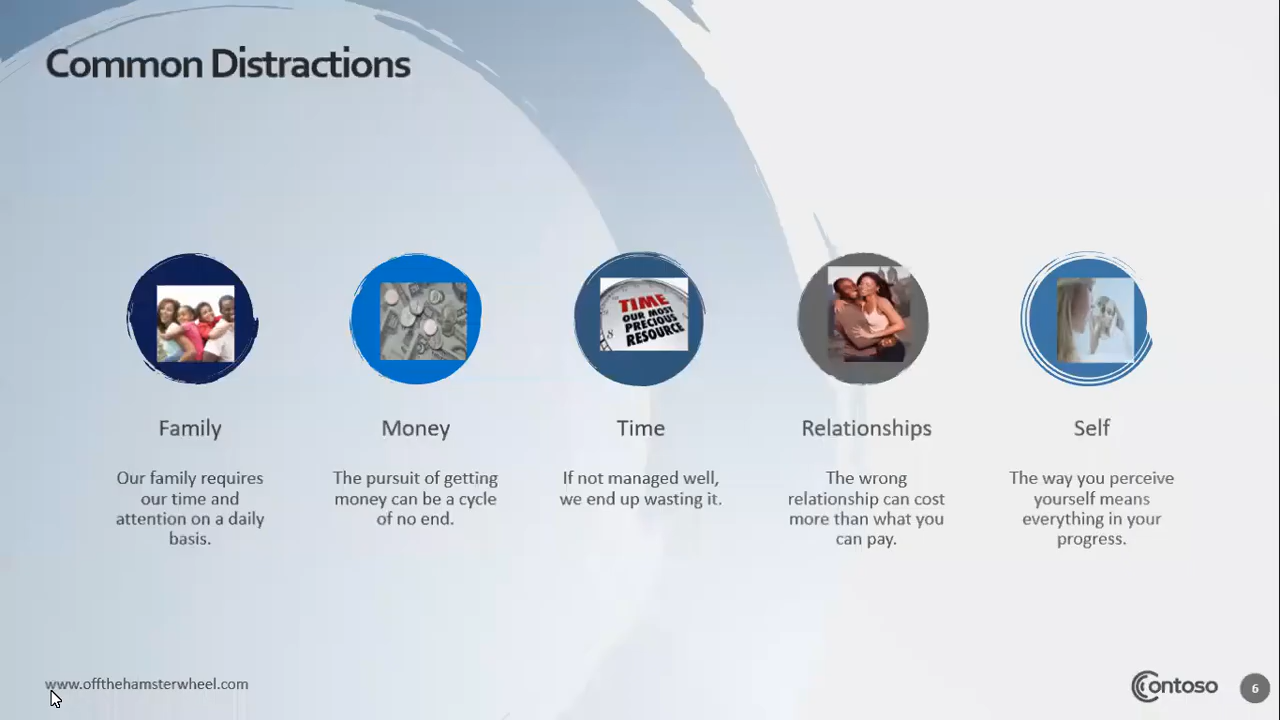 Common Distractions
TIME
OUR MOST
PRECIOUS
RESOURCE
Family
Our family requires
our time and
attention on a daily
basis.
Money
The pursuit of getting
money can be a cycle
of no end.
Time
If not managed well,
we end up wasting it.
Relationships
The wrong
relationship can cost
more than what you
can pay.
Self
The way you perceive
yourself means
everything in your
progress.
www.offthehamsterwheel.com
Contoso
6